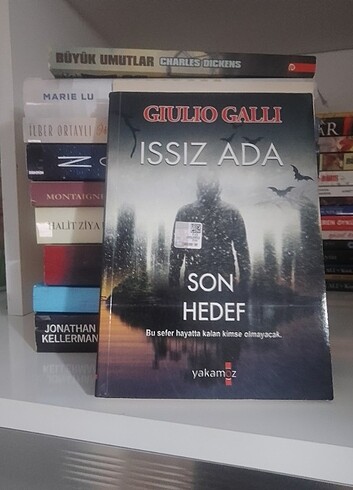 BÜYÜK UMUTLAR CHARLES DICKENS
MARIE LU
İLBER ORTAYLI
MONTAIGNE
HALİT ZİYA
JONATHAN
KELLERMAN
GIULIO GALLI
ISSIZ ADA
SON
HEDEF
Bu sefer hayatta kalan kimse olmayacak.
yakamoz